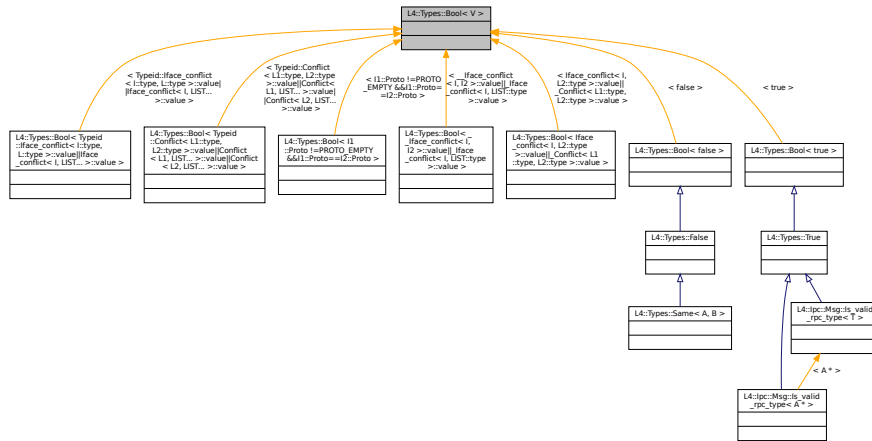 L4::Types::Bool< V >
< Typeid::Iface_conflict
< I::type, L::type >::value|
|Iface_conflict< I, LIST...
>::value >
< Typeid::Conflict
< L1::type, L2::type
>::value||Conflict<
L1, LIST... >::value|
|Conflict< L2, LIST...
>::value >
< I1::Proto !=PROTO
_EMPTY &&I1::Proto=
=I2::Proto >
< _Iface_conflict
< I, I2 >::value||_Iface
_conflict< I, LIST::type
>::value >
< Iface_conflict< I,
L2::type >::value||
_Conflict< L1::type,
L2::type >::value >
< false >
< true >
L4::Types::Bool< Typeid
::Iface_conflict< I::type,
L::type >::value||Iface
_conflict< I, LIST... >::value >
L4::Types::Bool< Typeid
::Conflict< L1::type,
L2::type >::value||Conflict
< L1, LIST... >::value||Conflict
< L2, LIST... >::value >
L4::Types::Bool< I1
::Proto !=PROTO_EMPTY
&&I1::Proto==I2::Proto >
L4::Types::Bool<
_Iface_conflict< I,
I2 >::value||_Iface
_conflict< I, LIST::type
>::value >
L4::Types::Bool< Iface
_conflict< I, L2::type
>::value||_Conflict< L1
::type, L2::type >::value >
L4::Types::Bool< false >
L4::Types::Bool< true >
L4::Types::False
L4::Types::True
L4::Types::Same< A, B >
L4::Ipc::Msg::Is_valid
_rpc_type< T >
< A * >
L4::Ipc::Msg::Is_valid
_rpc_type< A * >